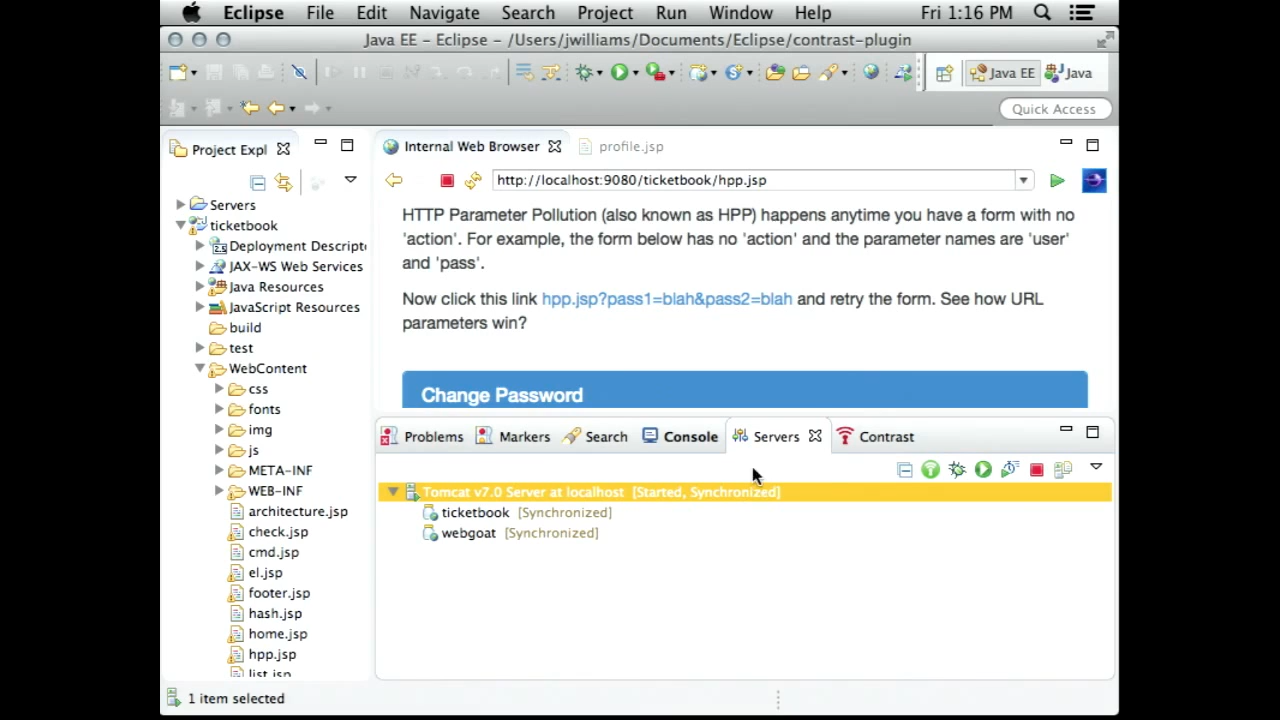 Eclipse File Edit Navigate Search Project Run Window Help Fri 1:16 PM
Java EE – Eclipse – /Users/jwilliams/Documents/Eclipse/contrast-plugin
Java EE Java
Quick Access
Project Expl
Servers
ticketbook
Deployment Descript
JAX-WS Web Services
Java Resources
JavaScript Resources
build
test
WebContent
css
fonts
img
js
META-INF
WEB-INF
architecture.jsp
check.jsp
cmd.jsp
el.jsp
footer.jsp
hash.jsp
home.jsp
hpp.jsp
list.jsp
Internal Web Browser profile.jsp
http://localhost:9080/ticketbook/hpp.jsp
HTTP Parameter Pollution (also known as HPP) happens anytime you have a form with no
'action'. For example, the form below has no 'action' and the parameter names are 'user'
and 'pass'.
Now click this link hpp.jsp?pass1=blah&pass2=blah and retry the form. See how URL
parameters win?
Change Password
Problems Markers Search Console Servers Contrast
Tomcat v7.0 Server at localhost [Started, Synchronized]
ticketbook [Synchronized]
webgoat [Synchronized]
1 item selected